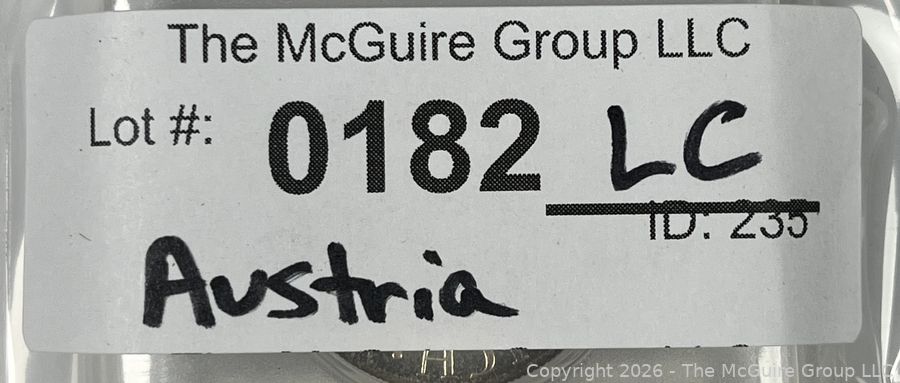 The McGuire Group LLC
Lot #: 0182 LC
ID: 235
Austria
Copyright 2026 - The McGuire Group LLC